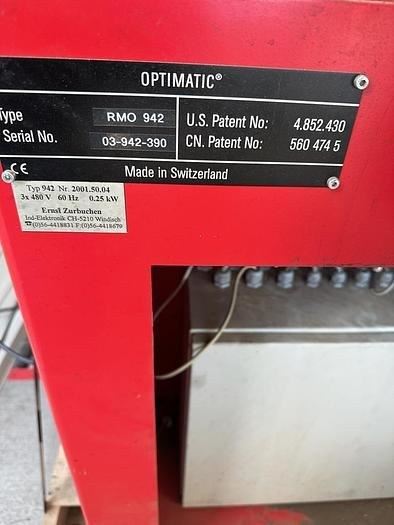 OPTIMATIC®
Type RMO 942
Serial No. 03-942-390
U.S. Patent No: 4.852.430
CN. Patent No: 560 474 5
CE Made in Switzerland
Typ 942 Nr. 2001.50.04
3x 480 V 60 Hz 0.25 kW
Ernst Zurbuchen
Ind-Elektronik CH-5210 Windisch
☎(0)56-4418831 F:(0)56-4418679